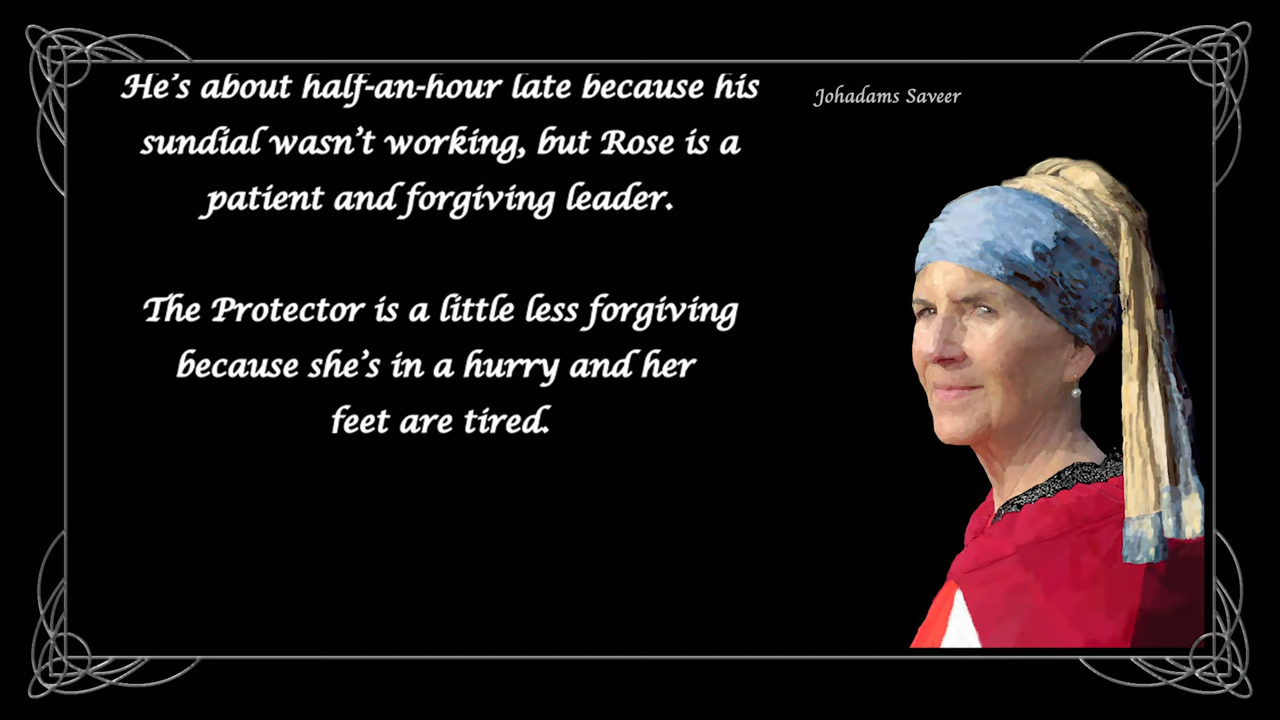 He's about half-an-hour late because his
sundial wasn't working, but Rose is a
patient and forgiving leader.
The Protector is a little less forgiving
because she's in a hurry and her
feet are tired.
Johadams Saveer